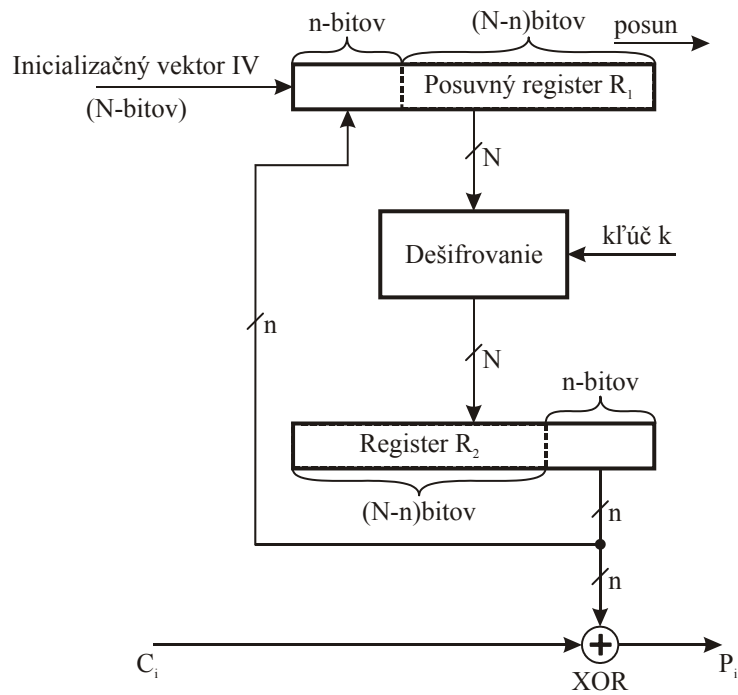 n-bitov
(N-n)bitov
posun
Inicializačný vektor IV
(N-bitov)
Posuvný register R₁
N
Dešifrovanie
kľúč k
n
N
n-bitov
Register R₂
(N-n)bitov
n
n
Cᵢ
XOR
Pᵢ